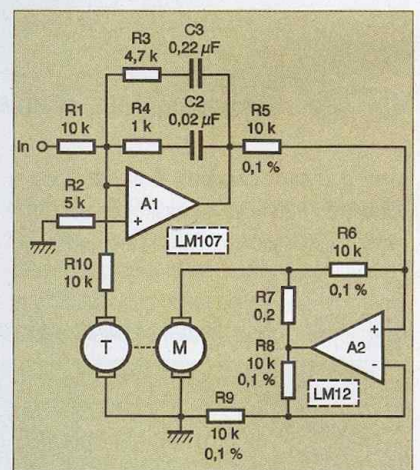 R3
4,7 k
C3
0,22 µF
R1
10 k
R4
1 k
C2
0,02 µF
R5
10 k
0,1 %
In
R2
5 k
-
+
A1
LM107
R10
10 k
R6
10 k
0,1 %
R7
0,2
T
M
R8
10 k
0,1 %
+
-
A2
LM12
R9
10 k
0,1 %